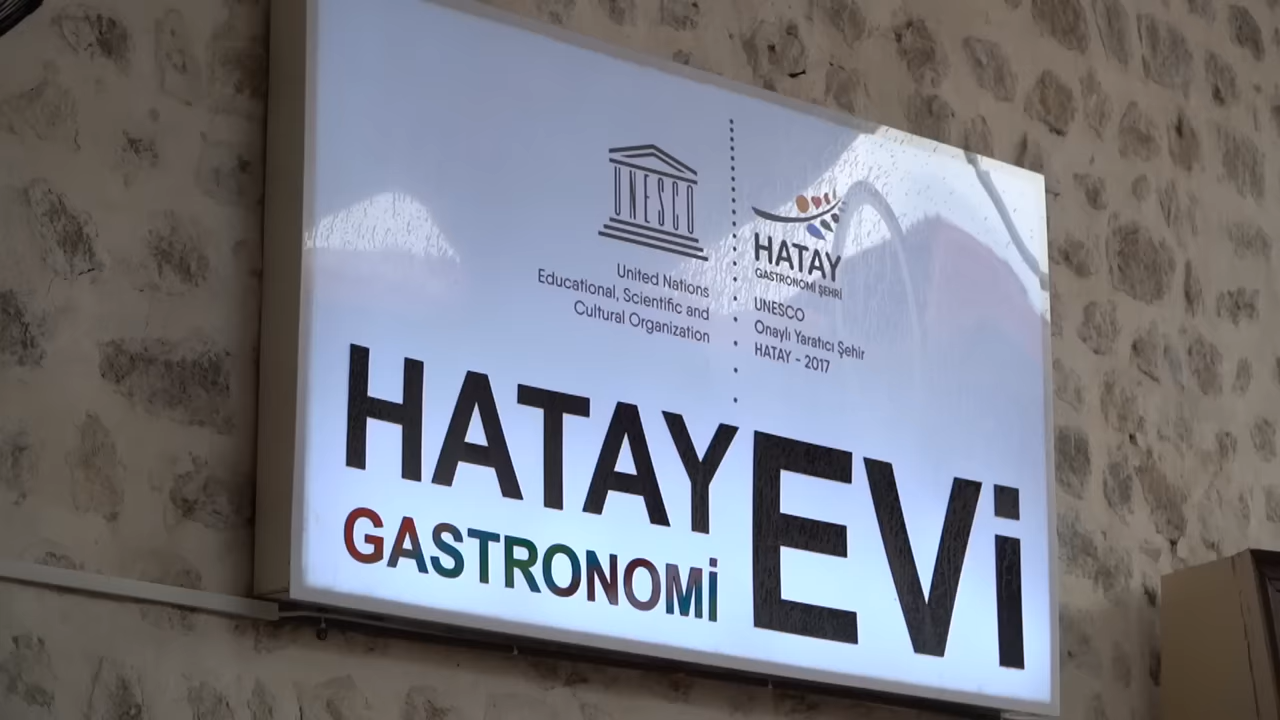 UNESCO
United Nations
Educational, Scientific and
Cultural Organization
HATAY
GASTRONOMİ ŞEHRİ
UNESCO
Onaylı Yaratıcı Şehir
HATAY - 2017
HATAY EVİ
GASTRONOMİ